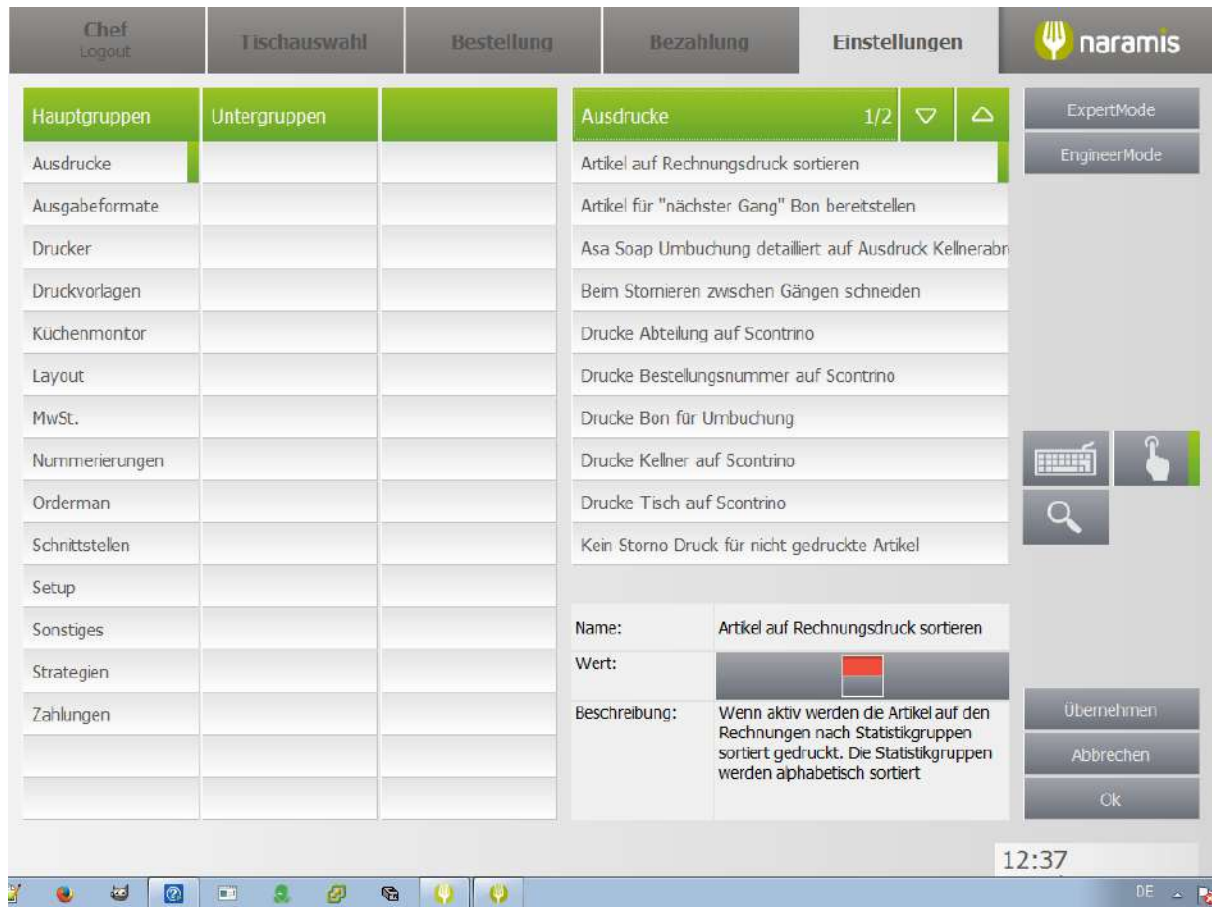 Chef
Logout
Tischauswahl
Bestellung
Bezahlung
Einstellungen
naramis
Hauptgruppen
Untergruppen
Ausdrucke
Ausgabeformate
Drucker
Druckvorlagen
Küchenmonitor
Layout
MwSt.
Nummerierungen
Orderman
Schnittstellen
Setup
Sonstiges
Strategien
Zahlungen
Ausdrucke 1/2
Artikel auf Rechnungsdruck sortieren
Artikel für "nächster Gang" Bon bereitstellen
Asa Soap Umbuchung detailliert auf Ausdruck Kellnerabr
Beim Stornieren zwischen Gängen schneiden
Drucke Abteilung auf Scontrino
Drucke Bestellungsnummer auf Scontrino
Drucke Bon für Umbuchung
Drucke Kellner auf Scontrino
Drucke Tisch auf Scontrino
Kein Storno Druck für nicht gedruckte Artikel
Name: Artikel auf Rechnungsdruck sortieren
Wert:
Beschreibung: Wenn aktiv werden die Artikel auf den
Rechnungen nach Statistikgruppen
sortiert gedruckt. Die Statistikgruppen
werden alphabetisch sortiert
ExpertMode
EngineerMode
Übernehmen
Abbrechen
Ok
12:37
DE